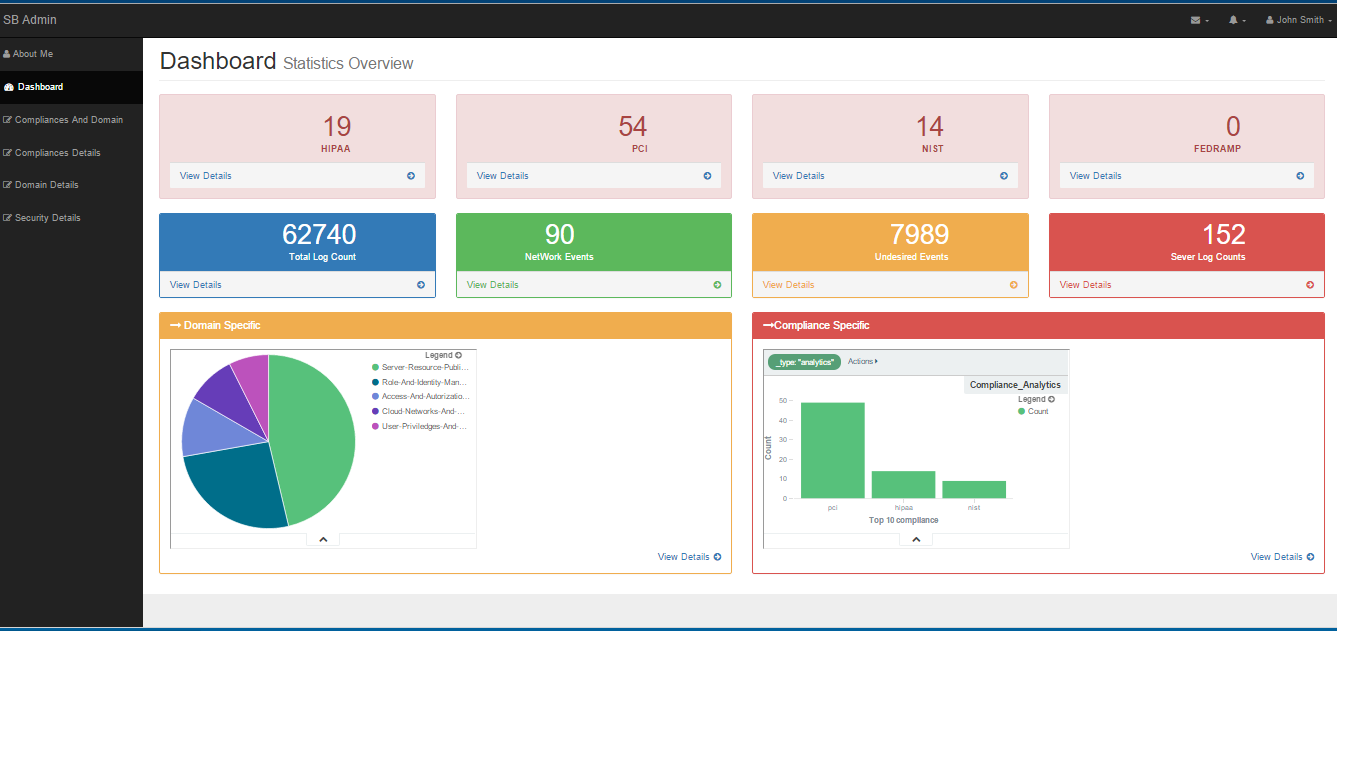 SB Admin
John Smith
About Me
Dashboard
Compliances And Domain
Compliances Details
Domain Details
Security Details
Dashboard Statistics Overview
19
HIPAA
View Details
54
PCI
View Details
14
NIST
View Details
0
FEDRAMP
View Details
62740
Total Log Count
View Details
90
NetWork Events
View Details
7989
Undesired Events
View Details
152
Sever Log Counts
View Details
Domain Specific
Legend
Server-Resource-Publi...
Role-And-Identity-Man...
Access-And-Autorizatio...
Cloud-Networks-And-...
User-Priviledges-And-...
View Details
Compliance Specific
_type: "analytics"
Actions
Compliance_Analytics
Legend
Count
50
40
30
20
10
0
Count
pci hipaa nist
Top 10 compliance
View Details